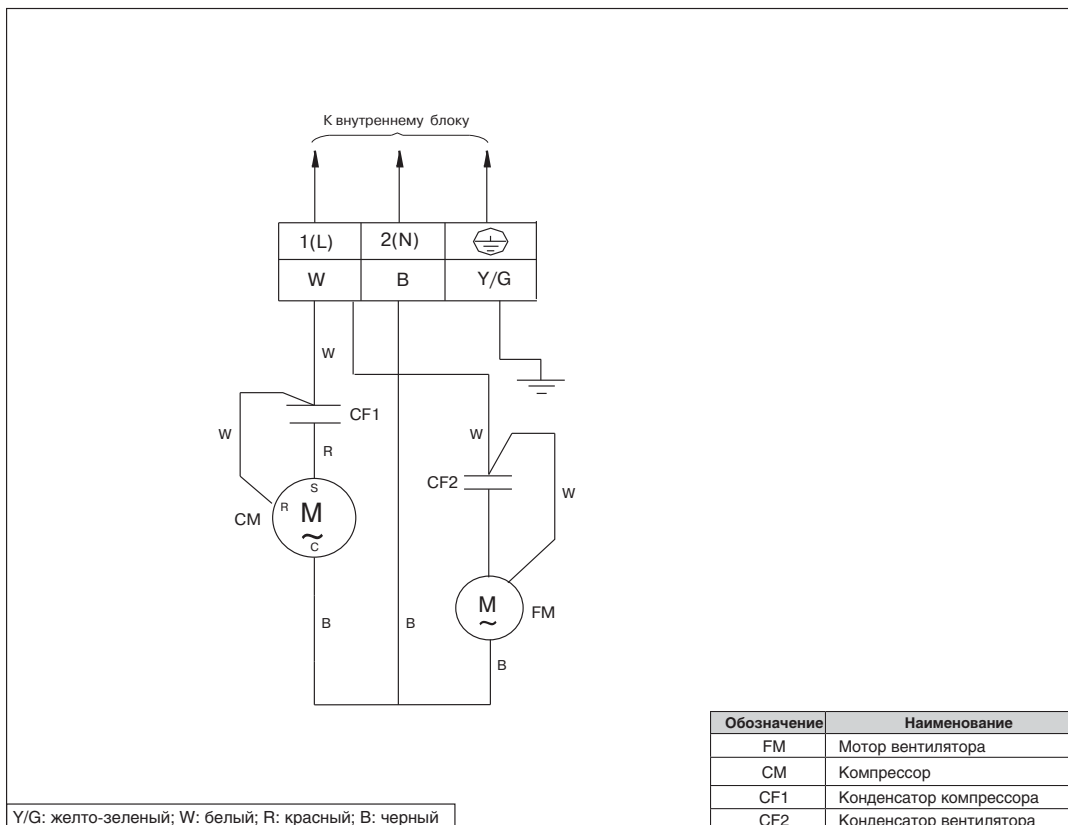 К внутреннему блоку
1(L) 2(N)
W B Y/G
W
CF1
W
R
W
CF2
W
S
R M
~
C
CM
M
~
FM
B
B
B
Обозначение Наименование
FM Мотор вентилятора
CM Компрессор
CF1 Конденсатор компрессора
CF2 Конденсатор вентилятора
Y/G: желто-зеленый; W: белый; R: красный; B: черный